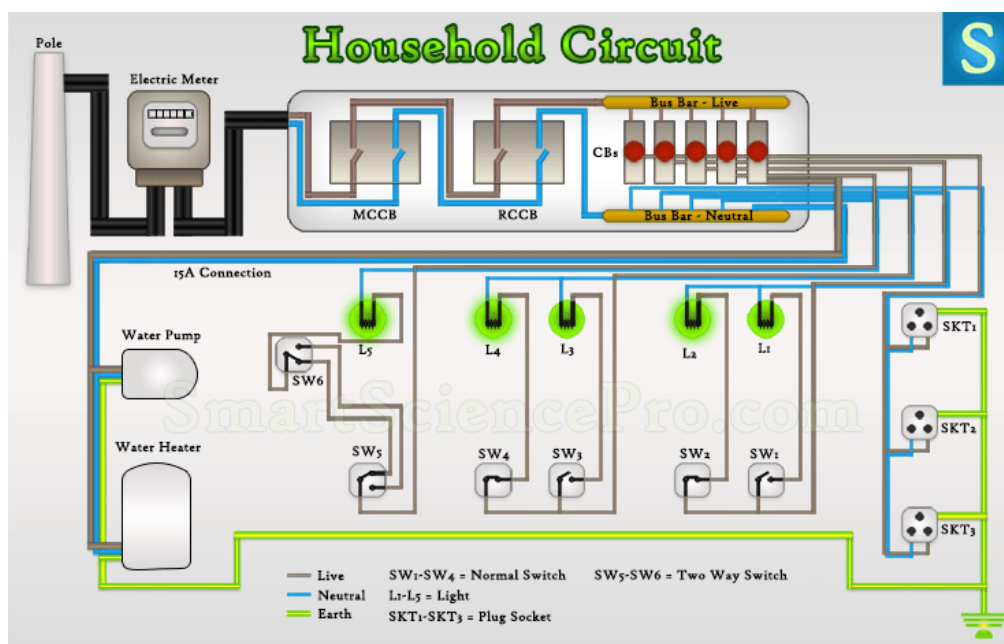 Household Circuit
S
Pole
Electric Meter
Bus Bar - Live
CBs
MCCB
RCCB
Bus Bar - Neutral
15A Connection
L5
L4
L3
L2
L1
SKT1
Water Pump
SW6
SmartSciencePro.com
SKT2
Water Heater
SW5
SW4
SW3
SW2
SW1
SKT3
Live
SW1-SW4 = Normal Switch
SW5-SW6 = Two Way Switch
Neutral
L1-L5 = Light
Earth
SKT1-SKT3 = Plug Socket